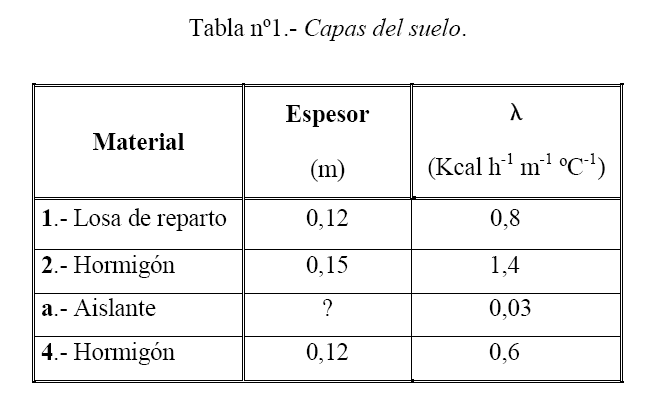 Tabla nº1.- Capas del suelo.
Material
Espesor
(m)
λ
(Kcal h-1 m-1 ºC-1)
1.- Losa de reparto 0,12 0,8
2.- Hormigón 0,15 1,4
a.- Aislante ? 0,03
4.- Hormigón 0,12 0,6